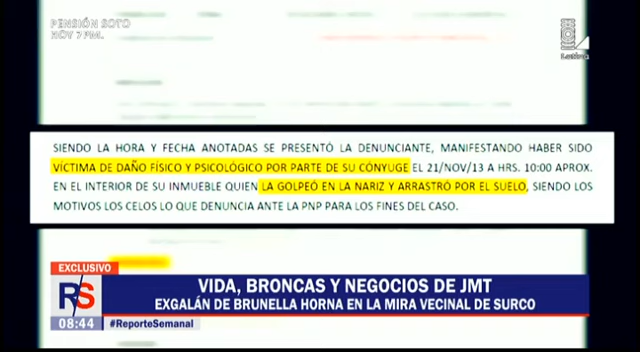 PENSIÓN SOTO
HOY 7 PM.
Latina
SIENDO LA HORA Y FECHA ANOTADAS SE PRESENTÓ LA DENUNCIANTE, MANIFESTANDO HABER SIDO
VÍCTIMA DE DAÑO FÍSICO Y PSICOLÓGICO POR PARTE DE SU CÓNYUGE EL 21/NOV/13 A HRS. 10:00 APROX.
EN EL INTERIOR DE SU INMUEBLE QUIEN LA GOLPEÓ EN LA NARIZ Y ARRASTRÓ POR EL SUELO, SIENDO LOS
MOTIVOS LOS CELOS LO QUE DENUNCIA ANTE LA PNP PARA LOS FINES DEL CASO.
EXCLUSIVO
R/S
VIDA, BRONCAS Y NEGOCIOS DE JMT
EXGALÁN DE BRUNELLA HORNA EN LA MIRA VECINAL DE SURCO
08:44
#ReporteSemanal